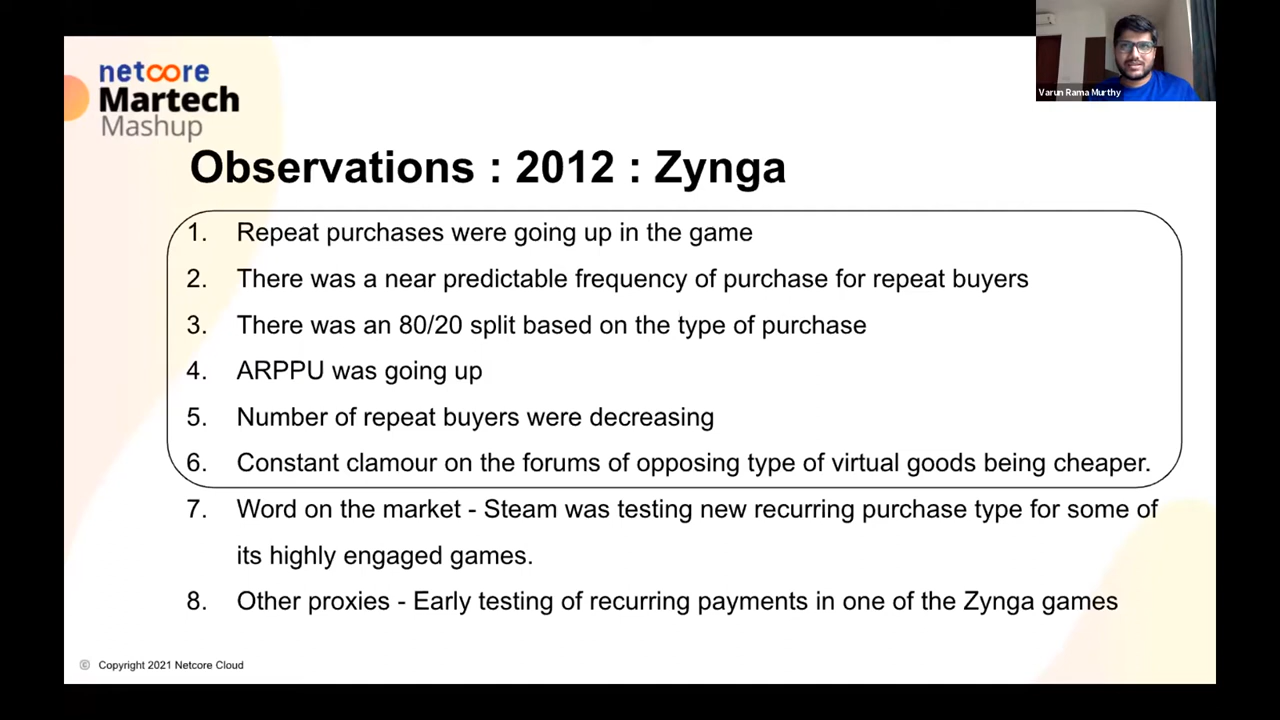 netcore
Martech
Mashup
Varun Rama Murthy
Observations : 2012 : Zynga
1. Repeat purchases were going up in the game
2. There was a near predictable frequency of purchase for repeat buyers
3. There was an 80/20 split based on the type of purchase
4. ARPPU was going up
5. Number of repeat buyers were decreasing
6. Constant clamour on the forums of opposing type of virtual goods being cheaper.
7. Word on the market - Steam was testing new recurring purchase type for some of
its highly engaged games.
8. Other proxies - Early testing of recurring payments in one of the Zynga games
© Copyright 2021 Netcore Cloud